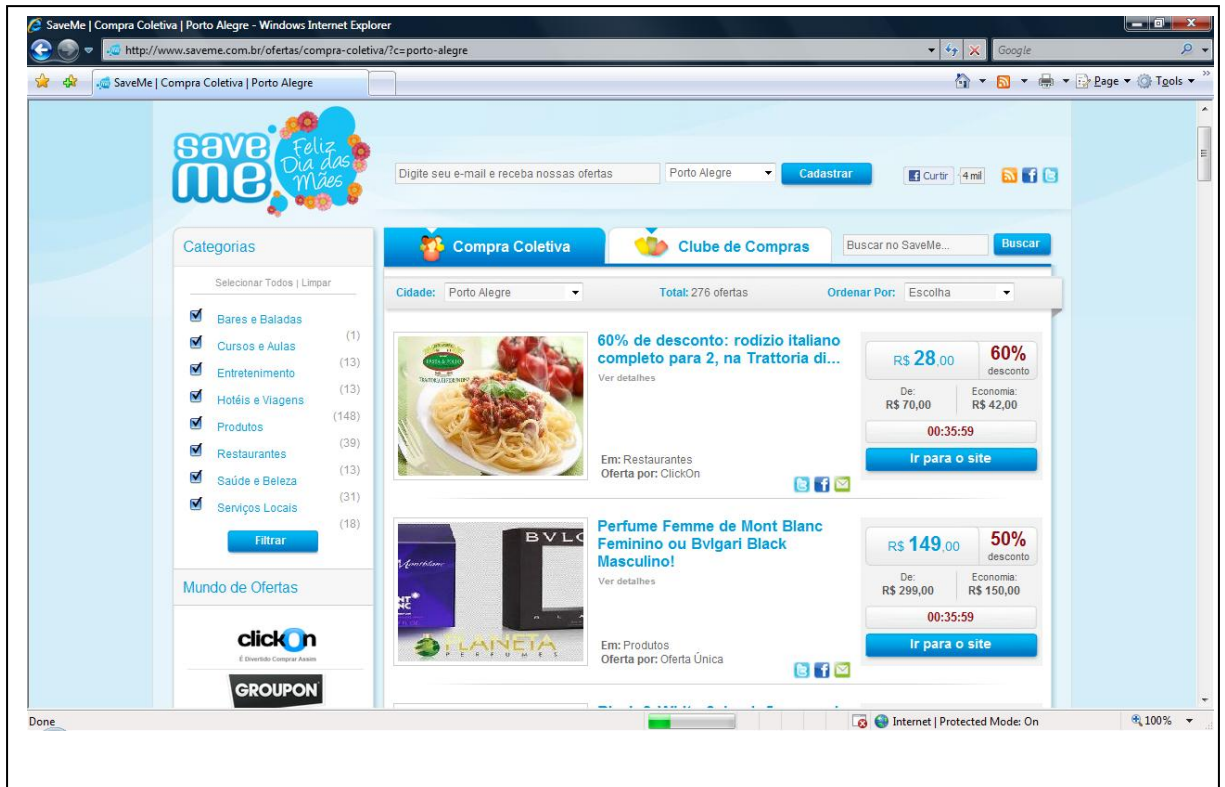 SaveMe | Compra Coletiva | Porto Alegre - Windows Internet Explorer
http://www.saveme.com.br/ofertas/compra-coletiva/?c=porto-alegre
Google
SaveMe | Compra Coletiva | Porto Alegre
Page
Tools
save me
Feliz
Dia das
Mães
Digite seu e-mail e receba nossas ofertas
Porto Alegre
Cadastrar
Curtir
4 mil
Categorias
Selecionar Todos | Limpar
Bares e Baladas
(1)
Cursos e Aulas
(13)
Entretenimento
(13)
Hotéis e Viagens
(148)
Produtos
(39)
Restaurantes
(13)
Saúde e Beleza
(31)
Serviços Locais
(18)
Filtrar
Mundo de Ofertas
clickOn
É Divertido Comprar Assim
GROUPON
Compra Coletiva
Clube de Compras
Buscar no SaveMe...
Buscar
Cidade: Porto Alegre
Total: 276 ofertas
Ordenar Por: Escolha
60% de desconto: rodízio italiano
completo para 2, na Trattoria di...
Ver detalhes
Em: Restaurantes
Oferta por: ClickOn
R$ 28,00
60%
desconto
De:
R$ 70,00
Economia:
R$ 42,00
00:35:59
Ir para o site
BVLG
Montblanc
PLANETA
PERFUMES
Perfume Femme de Mont Blanc
Feminino ou Bvlgari Black
Masculino!
Ver detalhes
Em: Produtos
Oferta por: Oferta Única
R$ 149,00
50%
desconto
De:
R$ 299,00
Economia:
R$ 150,00
00:35:59
Ir para o site
Done
Internet | Protected Mode: On
100%